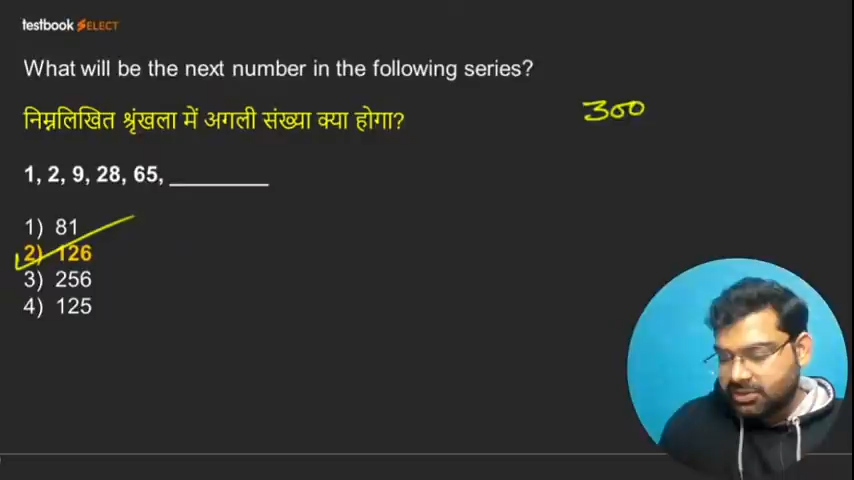 testbook SELECT
What will be the next number in the following series?
300
निम्नलिखित श्रृंखला में अगली संख्या क्या होगा?
1, 2, 9, 28, 65, _________
1) 81
2) 126
3) 256
4) 125